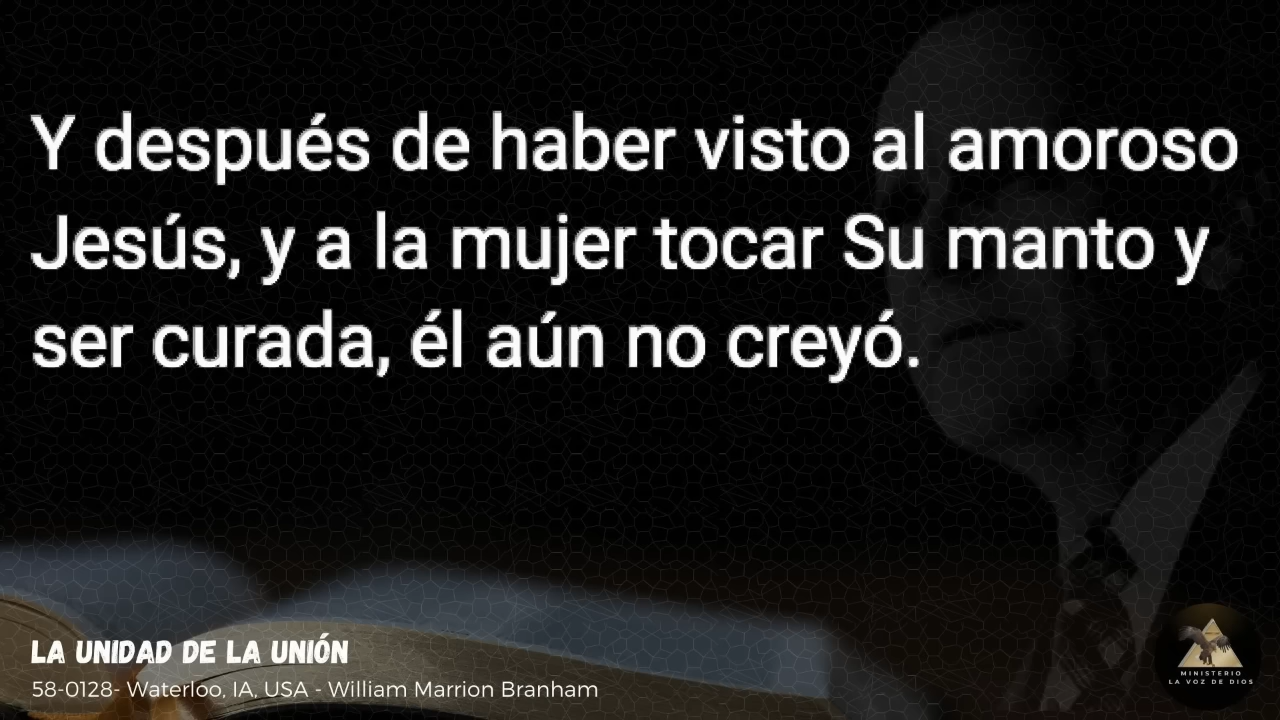 Y después de haber visto al amoroso
Jesús, y a la mujer tocar Su manto y
ser curada, él aún no creyó.
LA UNIDAD DE LA UNIÓN
58-0128- Waterloo, IA, USA - William Marrion Branham
MINISTERIO
LA VOZ DE DIOS